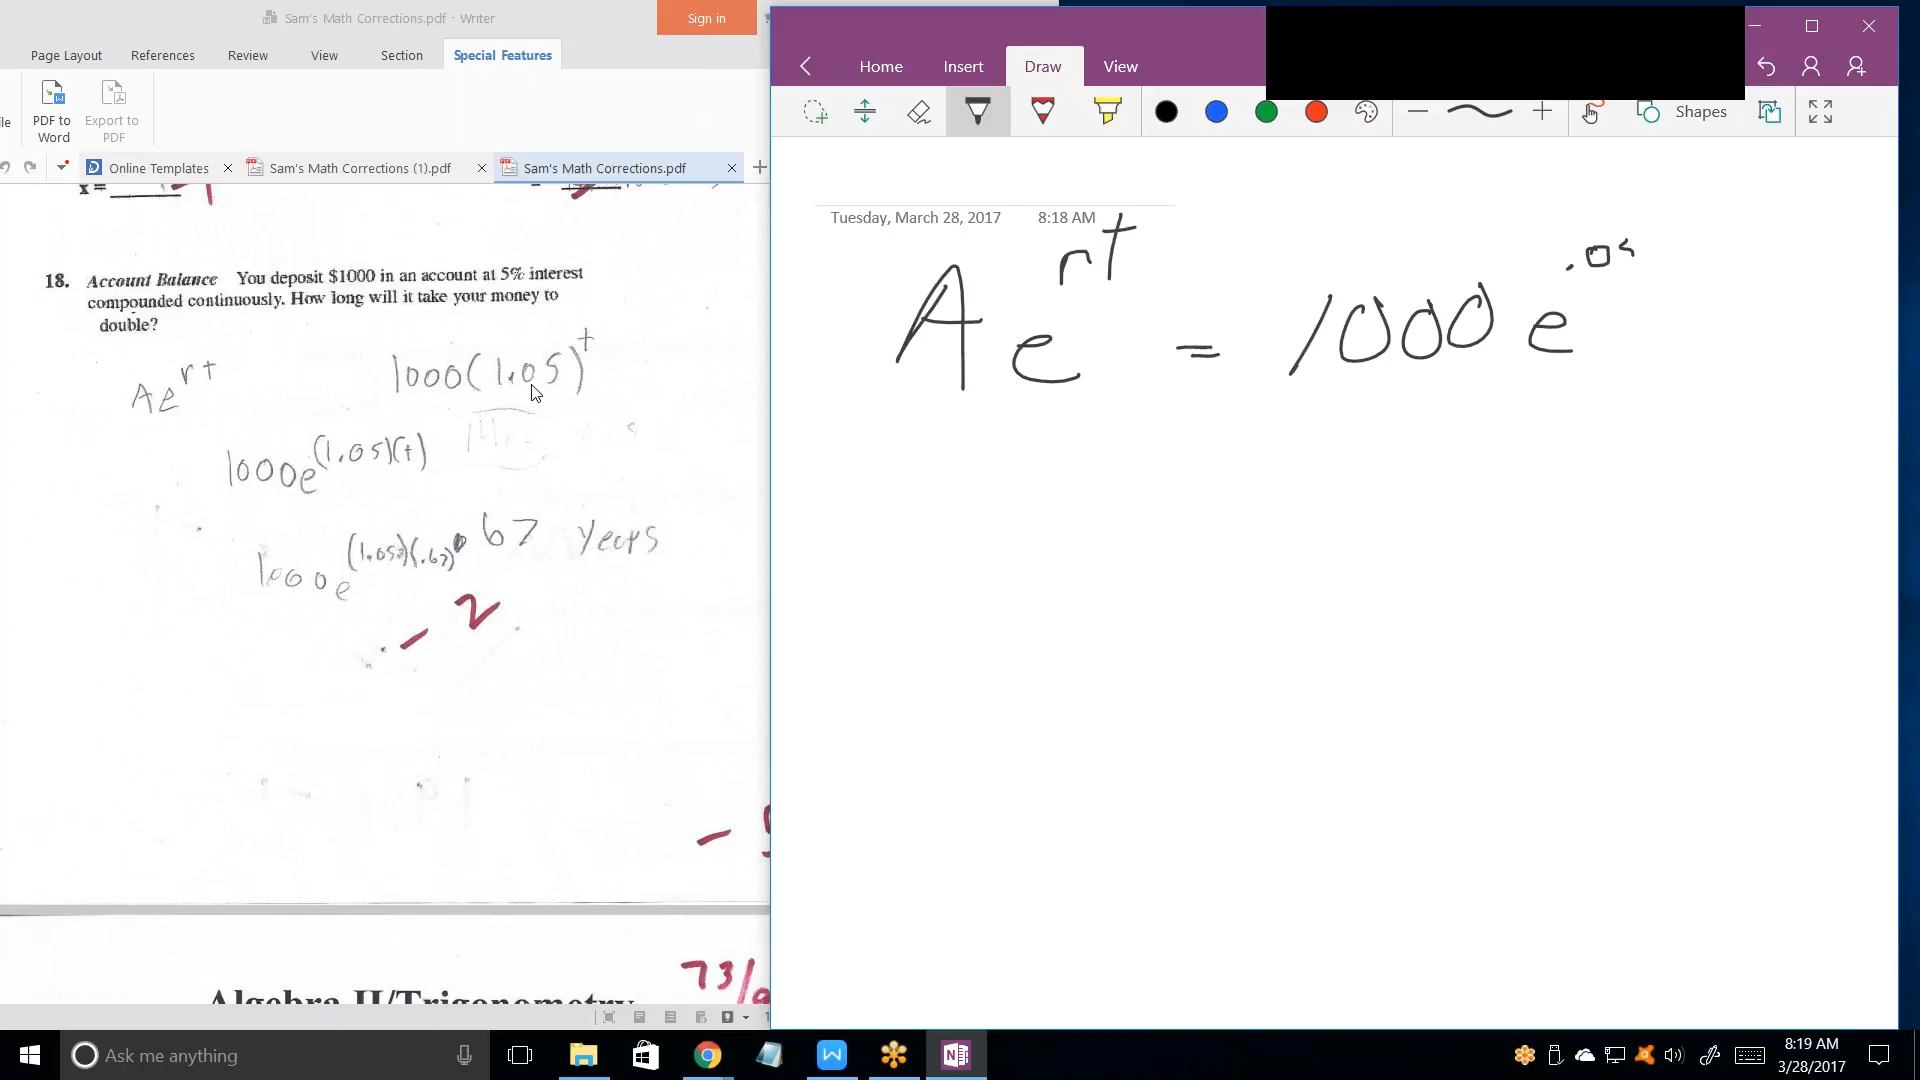 Sam's Math Corrections.pdf - Writer
Sign in
Page Layout References Review View Section Special Features
PDF to Word
Export to PDF
Online Templates
Sam's Math Corrections (1).pdf
Sam's Math Corrections.pdf
x =
18. Account Balance You deposit $1000 in an account at 5% interest
compounded continuously. How long will it take your money to
double?
Ae^rt
1000(1.05)^t
1000e^(1.05)(t)
1000e^(1.05)(.67)
67 years
- 2
-
Algebra II/Trigonometry
73/
Home Insert Draw View
Shapes
Tuesday, March 28, 2017 8:18 AM
Ae^rt = 1000e^.05
Ask me anything
8:19 AM
3/28/2017